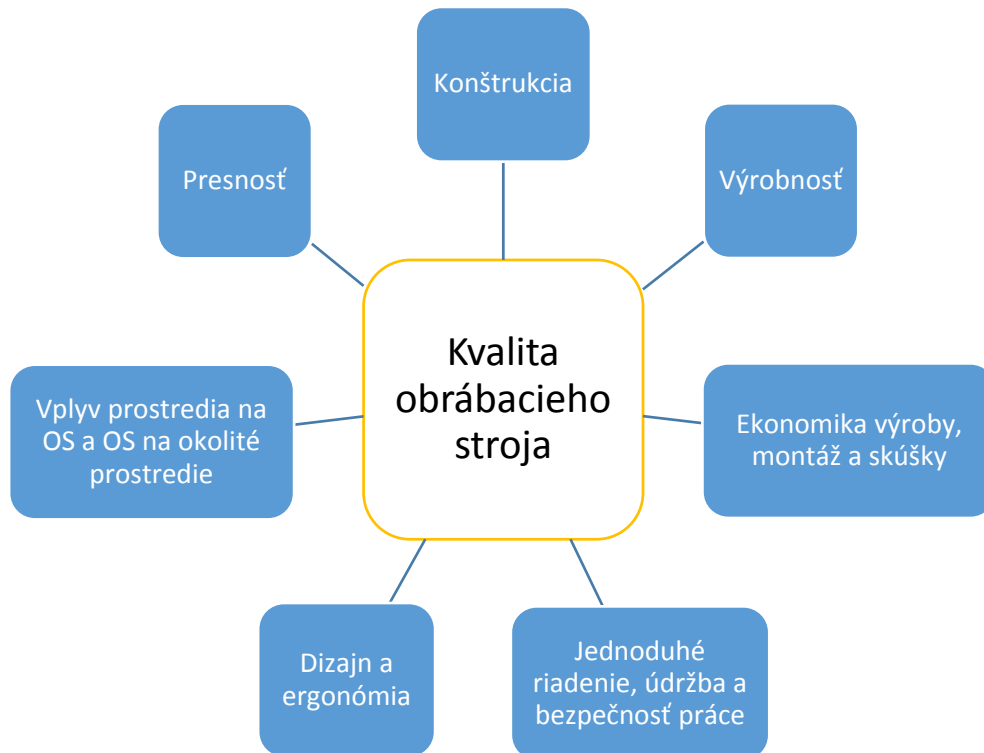 Konštrukcia
Presnosť
Výrobnosť
Kvalita
obrábacieho
stroja
Vplyv prostredia na
OS a OS na okolité
prostredie
Ekonomika výroby,
montáž a skúšky
Dizajn a
ergonómia
Jednoduhé
riadenie, údržba a
bezpečnosť práce